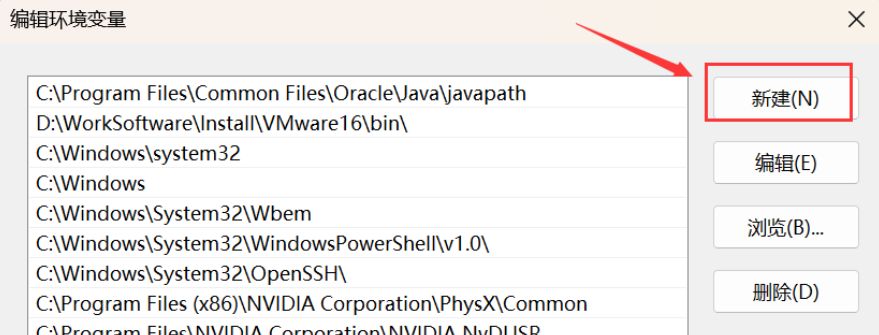 编辑环境变量
C:\Program Files\Common Files\Oracle\Java\javapath
新建(N)
D:\WorkSoftware\Install\VMware16\bin\
C:\Windows\system32
编辑(E)
C:\Windows
C:\Windows\System32\Wbem
浏览(B)...
C:\Windows\System32\WindowsPowerShell\v1.0\
C:\Windows\System32\OpenSSH\
删除(D)
C:\Program Files (x86)\NVIDIA Corporation\PhysX\Common
C:\Program Files\NVIDIA Corporation\NVIDIA NvDLISR